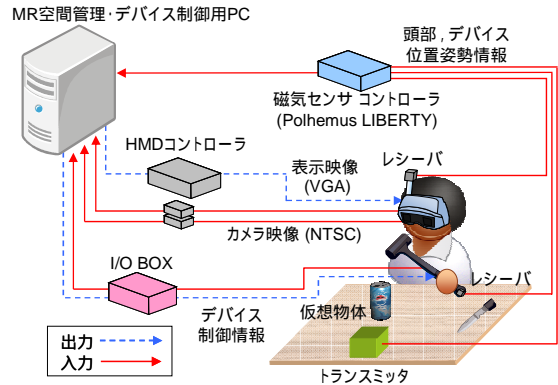 MR空間管理・デバイス制御用PC
頭部，デバイス
位置姿勢情報
磁気センサ コントローラ
(Polhemus LIBERTY)
HMDコントローラ
表示映像
(VGA)
レシーバ
カメラ映像 (NTSC)
I/O BOX
レシーバ
デバイス
制御情報
仮想物体
出力
入力
トランスミッタ